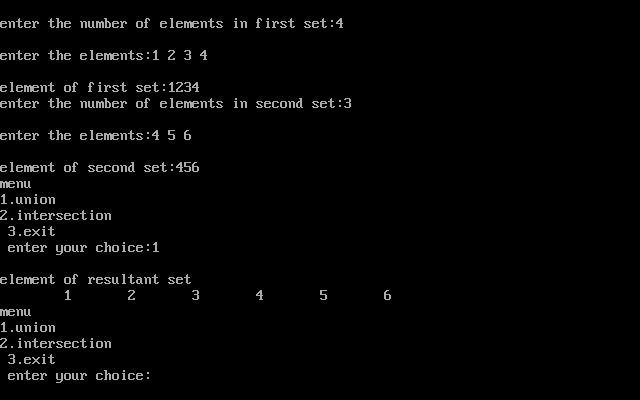 enter the number of elements in first set:4
enter the elements:1 2 3 4
element of first set:1234
enter the number of elements in second set:3
enter the elements:4 5 6
element of second set:456
menu
1.union
2.intersection
3.exit
enter your choice:1
element of resultant set
1 2 3 4 5 6
menu
1.union
2.intersection
3.exit
enter your choice: